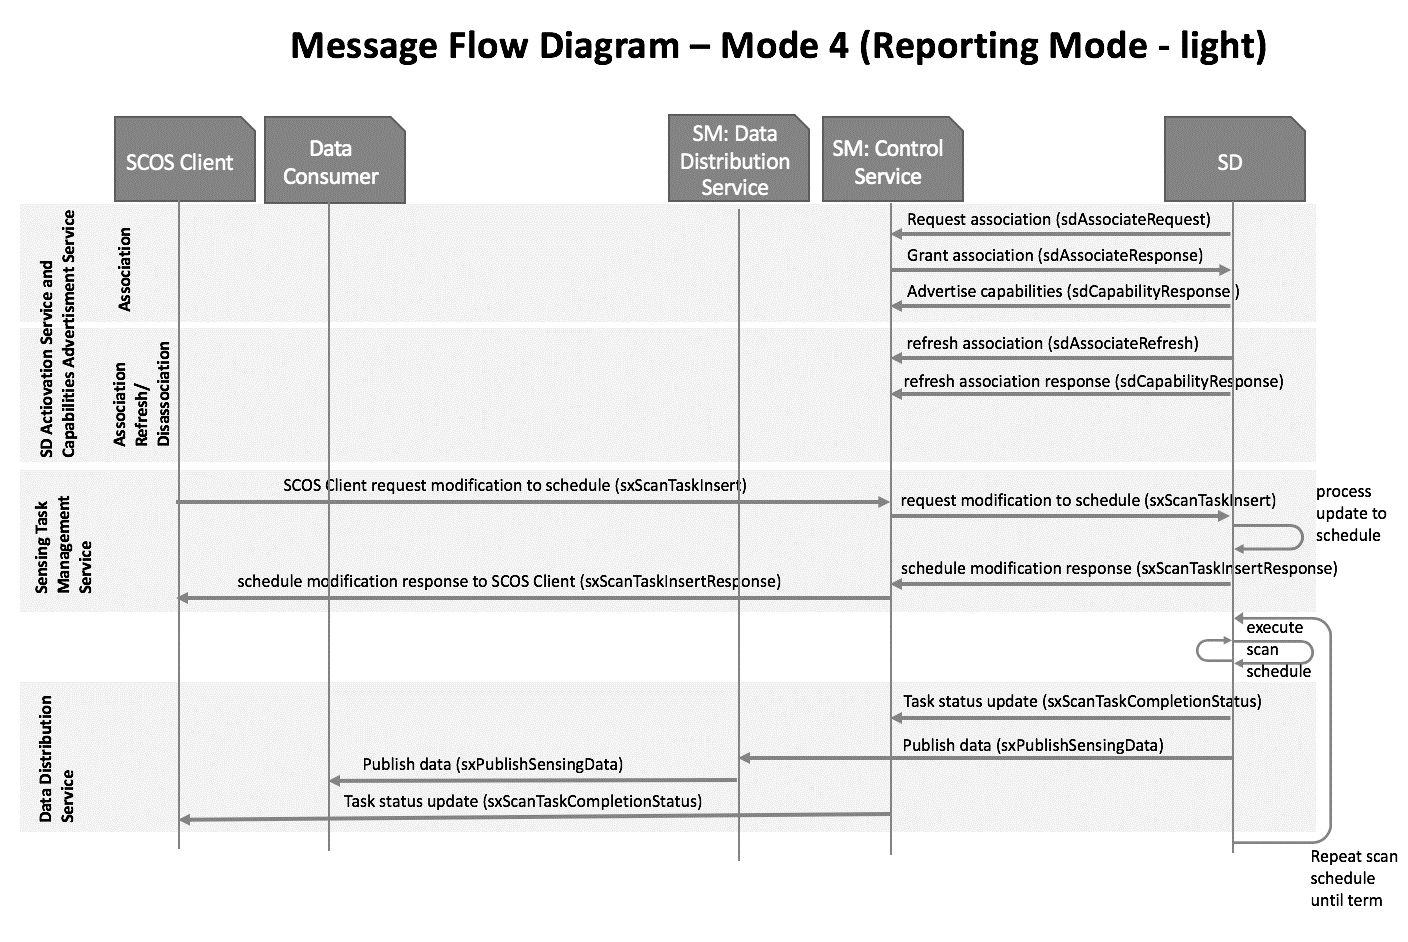 Message Flow Diagram – Mode 4 (Reporting Mode - light)
SCOS Client
Data
Consumer
SM: Data
Distribution
Service
SM: Control
Service
SD
SD Actiovation Service and
Capabilities Advertisment Service
Association
Request association (sdAssociateRequest)
Grant association (sdAssociateResponse)
Advertise capabilities (sdCapabilityResponse )
Association
Refresh/
Disassociation
refresh association (sdAssociateRefresh)
refresh association response (sdCapabilityResponse)
Sensing Task
Management
Service
SCOS Client request modification to schedule (sxScanTaskInsert)
request modification to schedule (sxScanTaskInsert)
process
update to
schedule
schedule modification response (sxScanTaskInsertResponse)
schedule modification response to SCOS Client (sxScanTaskInsertResponse)
execute
scan
schedule
Data Distribution
Service
Task status update (sxScanTaskCompletionStatus)
Publish data (sxPublishSensingData)
Publish data (sxPublishSensingData)
Task status update (sxScanTaskCompletionStatus)
Repeat scan
schedule
until term